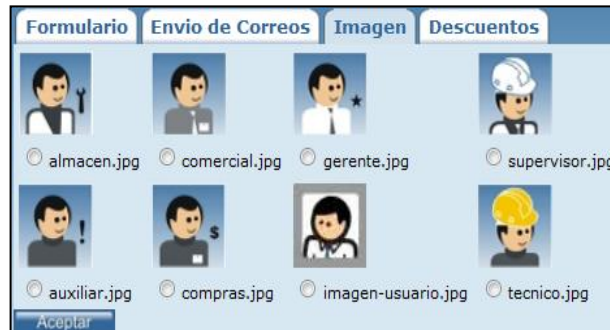 Formulario Envio de Correos Imagen Descuentos
almacen.jpg comercial.jpg gerente.jpg supervisor.jpg
! $
auxiliar.jpg compras.jpg imagen-usuario.jpg tecnico.jpg
Aceptar